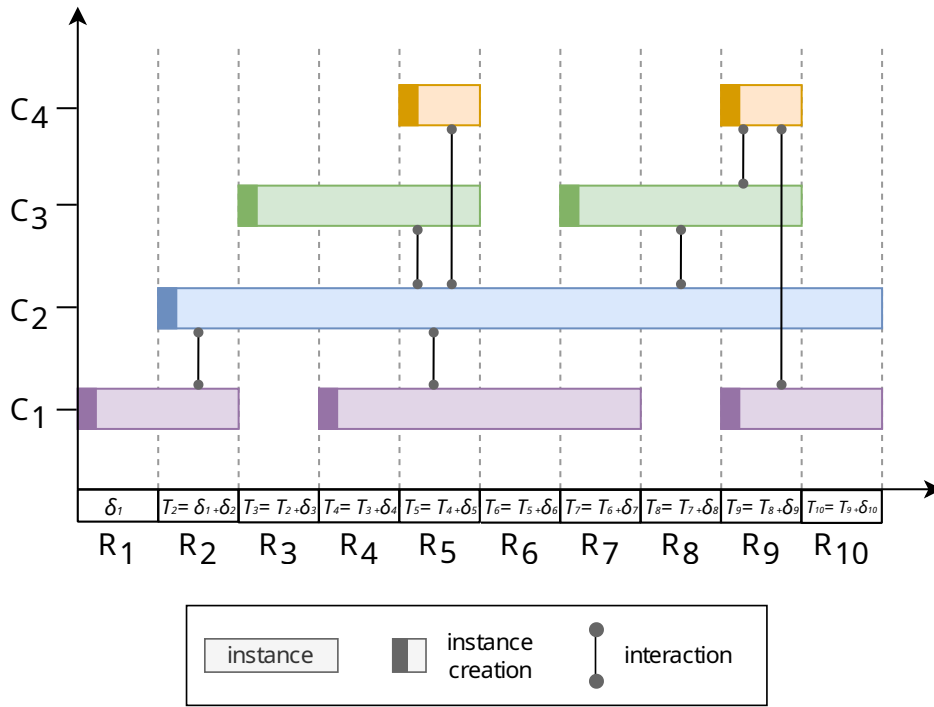 C4
C3
C2
C1
δ1 T2= δ1+δ2 T3= T2+δ3 T4= T3+δ4 T5= T4+δ5 T6= T5+δ6 T7= T6+δ7 T8= T7+δ8 T9= T8+δ9 T10= T9+δ10
R1 R2 R3 R4 R5 R6 R7 R8 R9 R10
instance
instance
creation
interaction